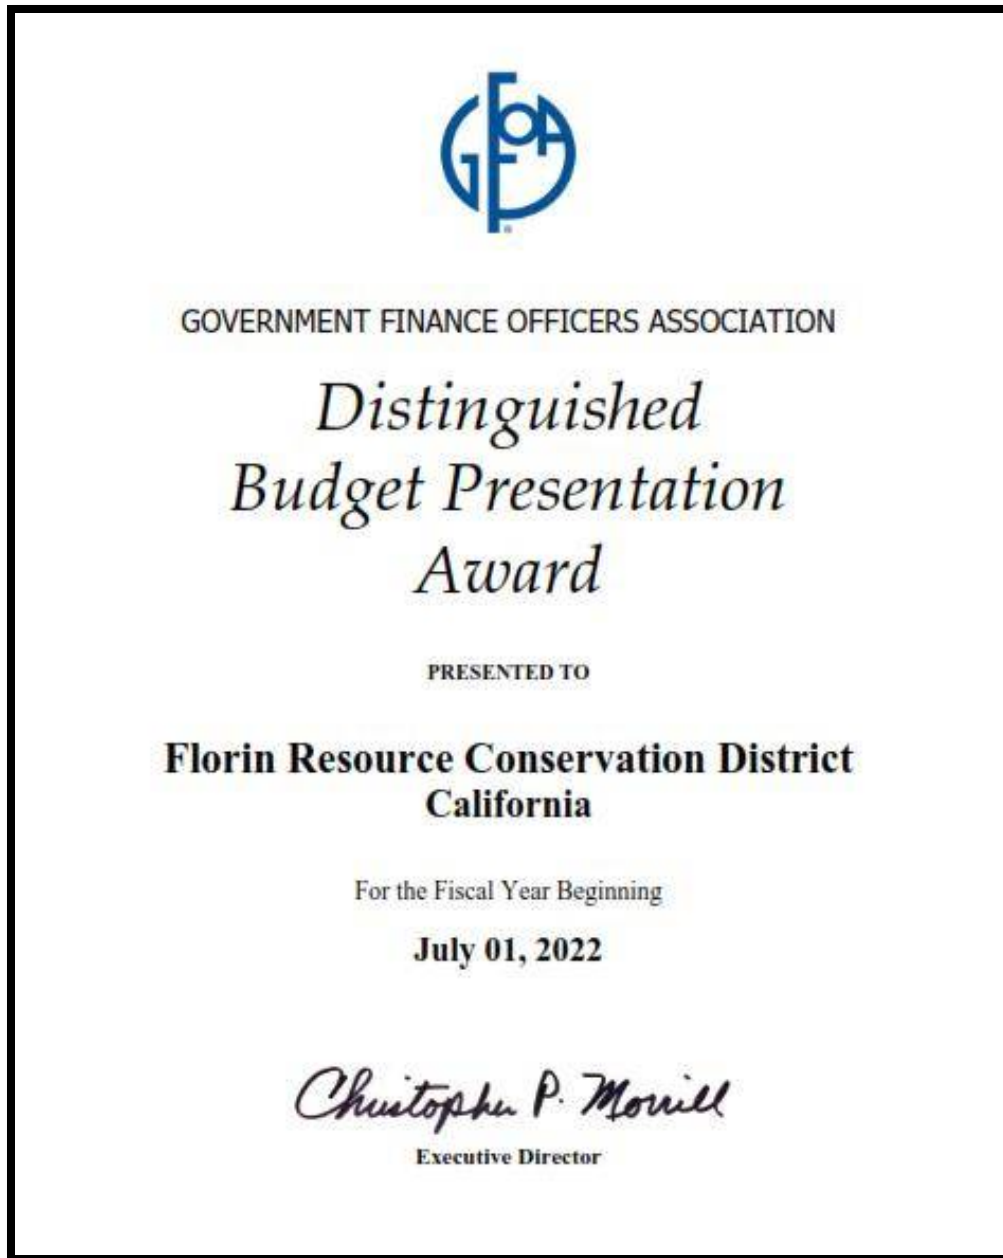 GFOA
GOVERNMENT FINANCE OFFICERS ASSOCIATION
Distinguished
Budget Presentation
Award
PRESENTED TO
Florin Resource Conservation District
California
For the Fiscal Year Beginning
July 01, 2022
Christopher P. Morrill
Executive Director